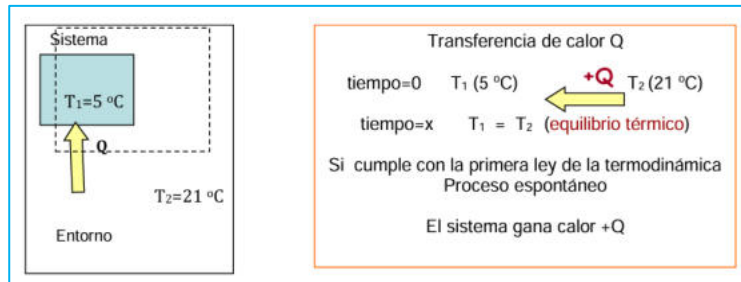 Sistema
T₁=5 ºC
Q
T₂=21 ºC
Entorno
Transferencia de calor Q
tiempo=0 T₁ (5 ºC) +Q T₂ (21 ºC)
tiempo=x T₁ = T₂ (equilibrio térmico)
Si cumple con la primera ley de la termodinámica
Proceso espontáneo
El sistema gana calor +Q